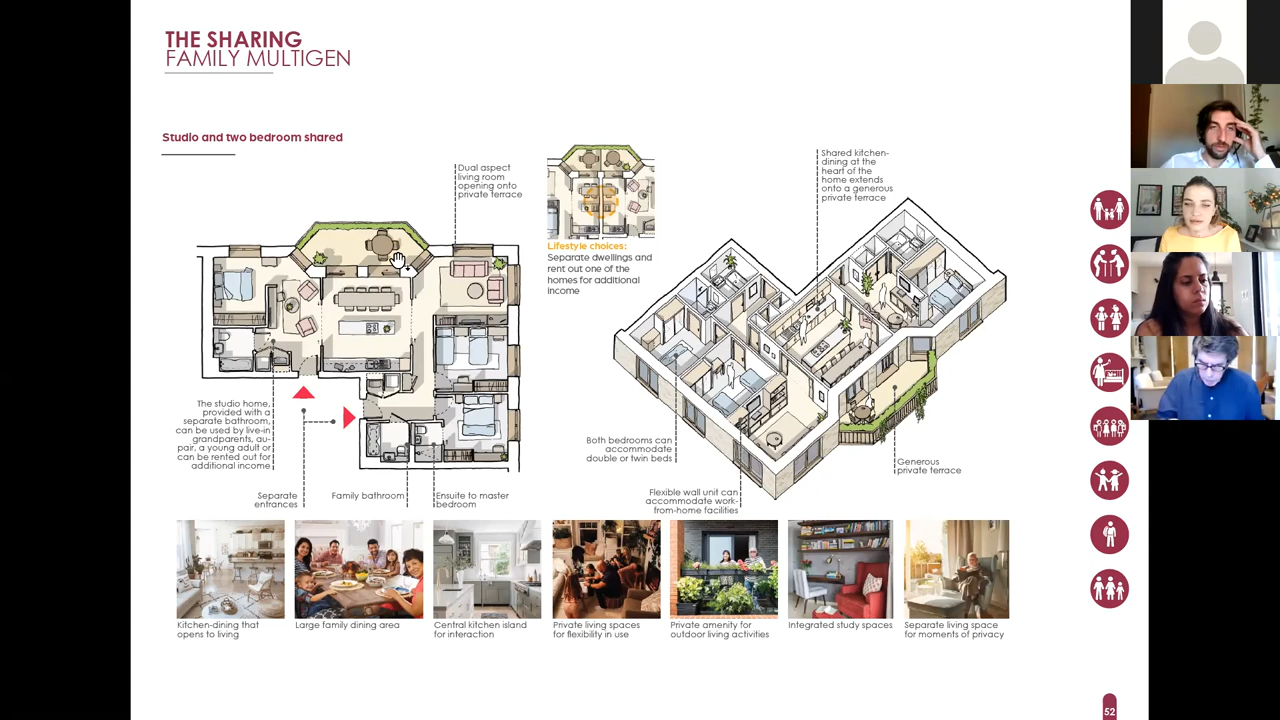 THE SHARING
FAMILY MULTIGEN
Studio and two bedroom shared
Dual aspect
living room
opening onto
private terrace
Lifestyle choices:
Separate dwellings and
rent out one of the
homes for additional
income
Shared kitchen-
dining at the
heart of the
home extends
onto a generous
private terrace
The studio home,
provided with a
separate bathroom,
can be used by live-in
grandparents, au-
pair, a young adult or
can be rented out for
additional income
Separate
entrances
Family bathroom
Ensuite to master
bedroom
Both bedrooms can
accommodate
double or twin beds
Flexible wall unit can
accommodate work-
from-home facilities
Generous
private terrace
Kitchen-dining that
opens to living
Large family dining area
Central kitchen island
for interaction
Private living spaces
for flexibility in use
Private amenity for
outdoor living activities
Integrated study spaces
Separate living space
for moments of privacy
52